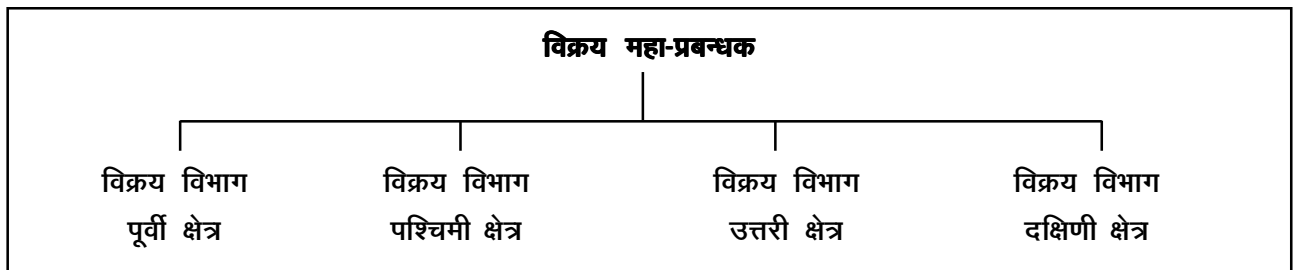 विक्रय महा-प्रबन्धक
विक्रय विभाग विक्रय विभाग विक्रय विभाग विक्रय विभाग
पूर्वी क्षेत्र पश्चिमी क्षेत्र उत्तरी क्षेत्र दक्षिणी क्षेत्र